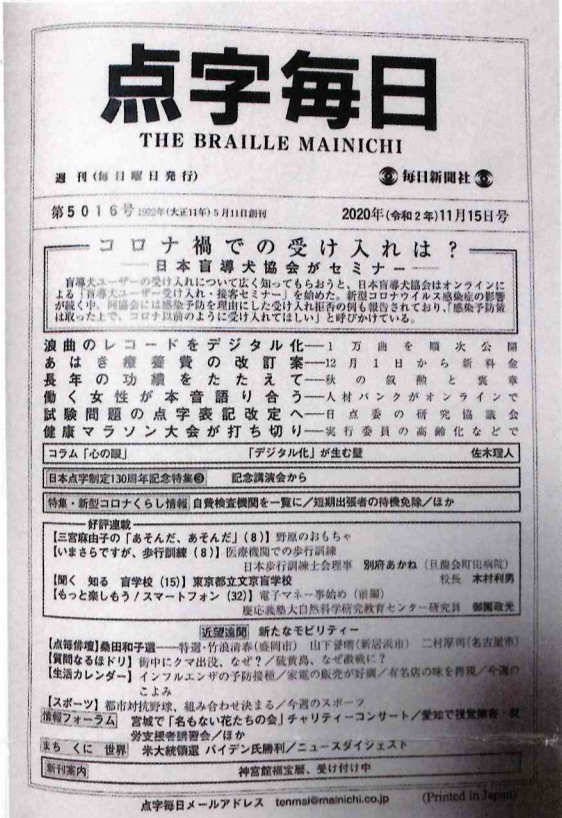 点字毎日
THE BRAILLE MAINICHI
週刊(毎日曜日発行) 毎日新聞社
第5016号 1922年(大正11年)5月11日創刊 2020年(令和2年)11月15日号
コロナ禍での受け入れは?
―日本盲導犬協会がセミナー―
盲導犬ユーザーの受け入れについて広く知ってもらおうと、日本盲導犬協会はオンラインに
よる「盲導犬ユーザー受け入れ・接客セミナー」を始めた。新型コロナウイルス感染症の影響
が続く中、同協会には感染予防を理由にした受け入れ拒否の例も報告されており、「感染予防策
は取った上で、コロナ以前のように受け入れてほしい」と呼びかけている。
浪曲のレコードをデジタル化―1万曲を順次公開
あはき療養費の改訂案―12月1日から新料金
長年の功績をたたえて―秋の叙勲と褒章
働く女性が本音語り合う―人材バンクがオンラインで
試験問題の点字表記改定へ―日点委の研究協議会
健康マラソン大会が打ち切り―実行委員の高齢化などで
コラム「心の眼」 「デジタル化」が生む壁 佐木理人
日本点字制定130周年記念特集❸ 記念講演会から
特集・新型コロナくらし情報 自費検査機関を一覧に/短期出張者の待機免除/ほか
好評連載
【三宮麻由子の「あそんだ、あそんだ」(8)】野原のおもちゃ
【いまさらですが、歩行訓練(8)】医療機関での歩行訓練
日本歩行訓練士会理事 別府あかね(旦龍会町田病院)
【聞く 知る 盲学校(15)】東京都立文京盲学校 校長 木村利男
【もっと楽しもう!スマートフォン(32)】電子マネー事始め(前編)
慶応義塾大自然科学研究教育センター研究員 御園政光
近望遠聞 新たなモビリティー
【点毎俳壇】桑田和子選――特選・竹浪清春(盛岡市) 山下誉晴(新居浜市) 二村厚司(名古屋市)
【質問なるほドリ】街中にクマ出没、なぜ?/硫黄島、なぜ激戦に?
【生活カレンダー】インフルエンザの予防接種/家電の販売が好調/有名店の味を再現/今週の
こよみ
【スポーツ】都市対抗野球、組み合わせ決まる/今週のスポーツ
情報フォーラム 宮城で「名もない花たちの会」チャリティーコンサート/愛知で視覚障害・就
労支援者講習会/ほか
まち くに 世界 米大統領選 バイデン氏勝利/ニュースダイジェスト
新刊案内 神宮館福宝暦、受け付け中
点字毎日メールアドレス tenmai@mainichi.co.jp (Printed in Japan)